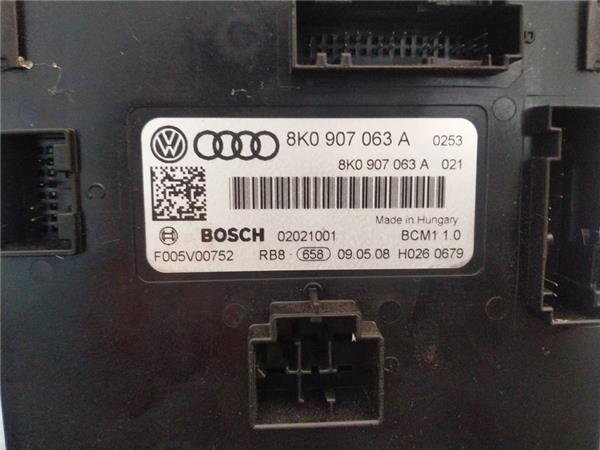 8K0 907 063 A 0253
8K0 907 063 A 021
Made in Hungary
BOSCH 02021001 BCM1 1.0
F005V00752 RB8 - 658 09.05.08 H026 0679